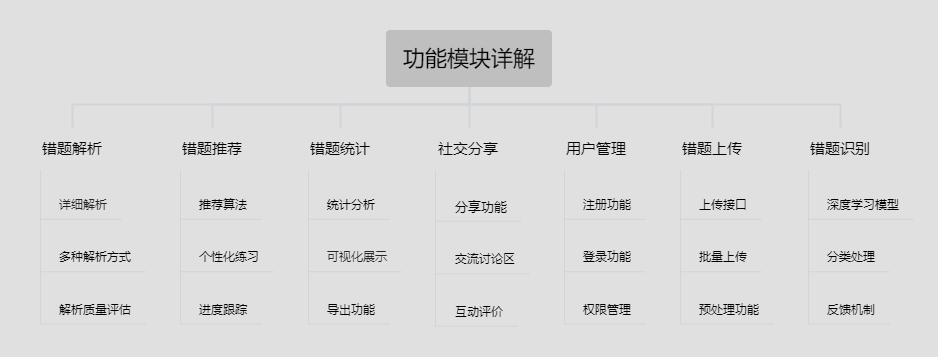 功能模块详解
错题解析
错题推荐
错题统计
社交分享
用户管理
错题上传
错题识别
详细解析
推荐算法
统计分析
分享功能
注册功能
上传接口
深度学习模型
多种解析方式
个性化练习
可视化展示
交流讨论区
登录功能
批量上传
分类处理
解析质量评估
进度跟踪
导出功能
互动评价
权限管理
预处理功能
反馈机制